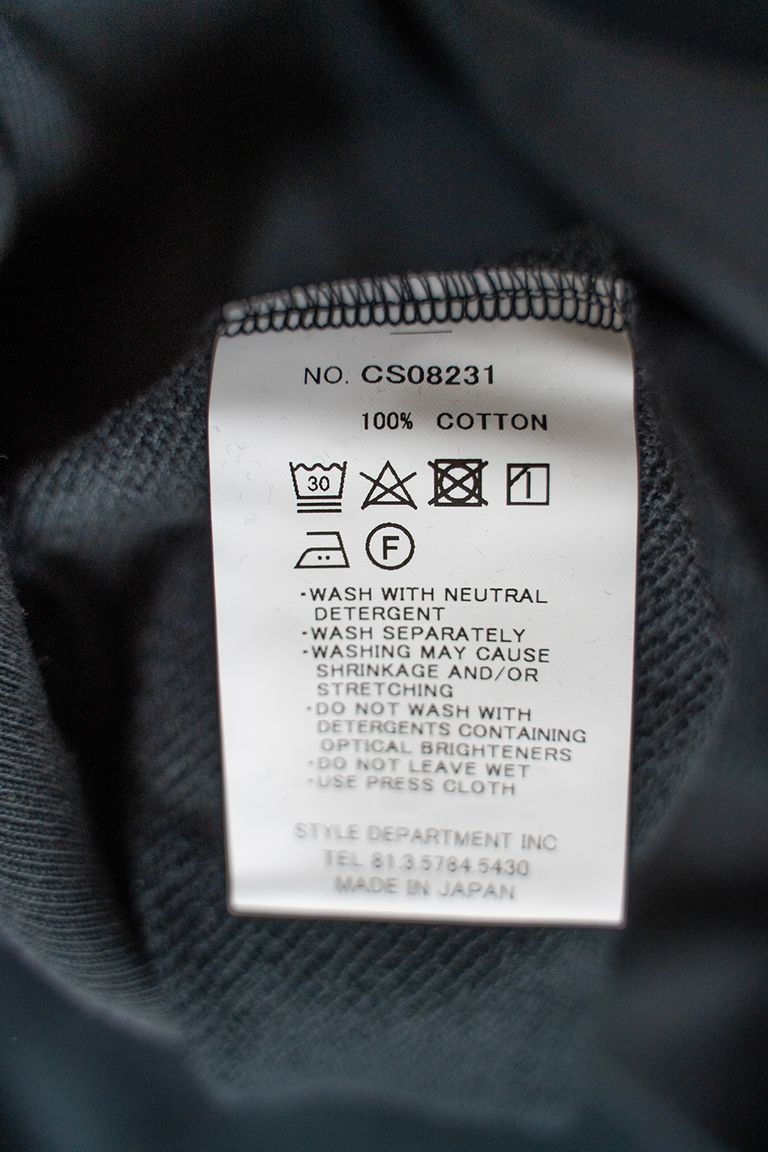 NO. CS08231
100% COTTON
30
F
·WASH WITH NEUTRAL
DETERGENT
·WASH SEPARATELY
·WASHING MAY CAUSE
SHRINKAGE AND/OR
STRETCHING
·DO NOT WASH WITH
DETERGENTS CONTAINING
OPTICAL BRIGHTENERS
·DO NOT LEAVE WET
·USE PRESS CLOTH
STYLE DEPARTMENT INC
TEL 81.3.5784.5430
MADE IN JAPAN